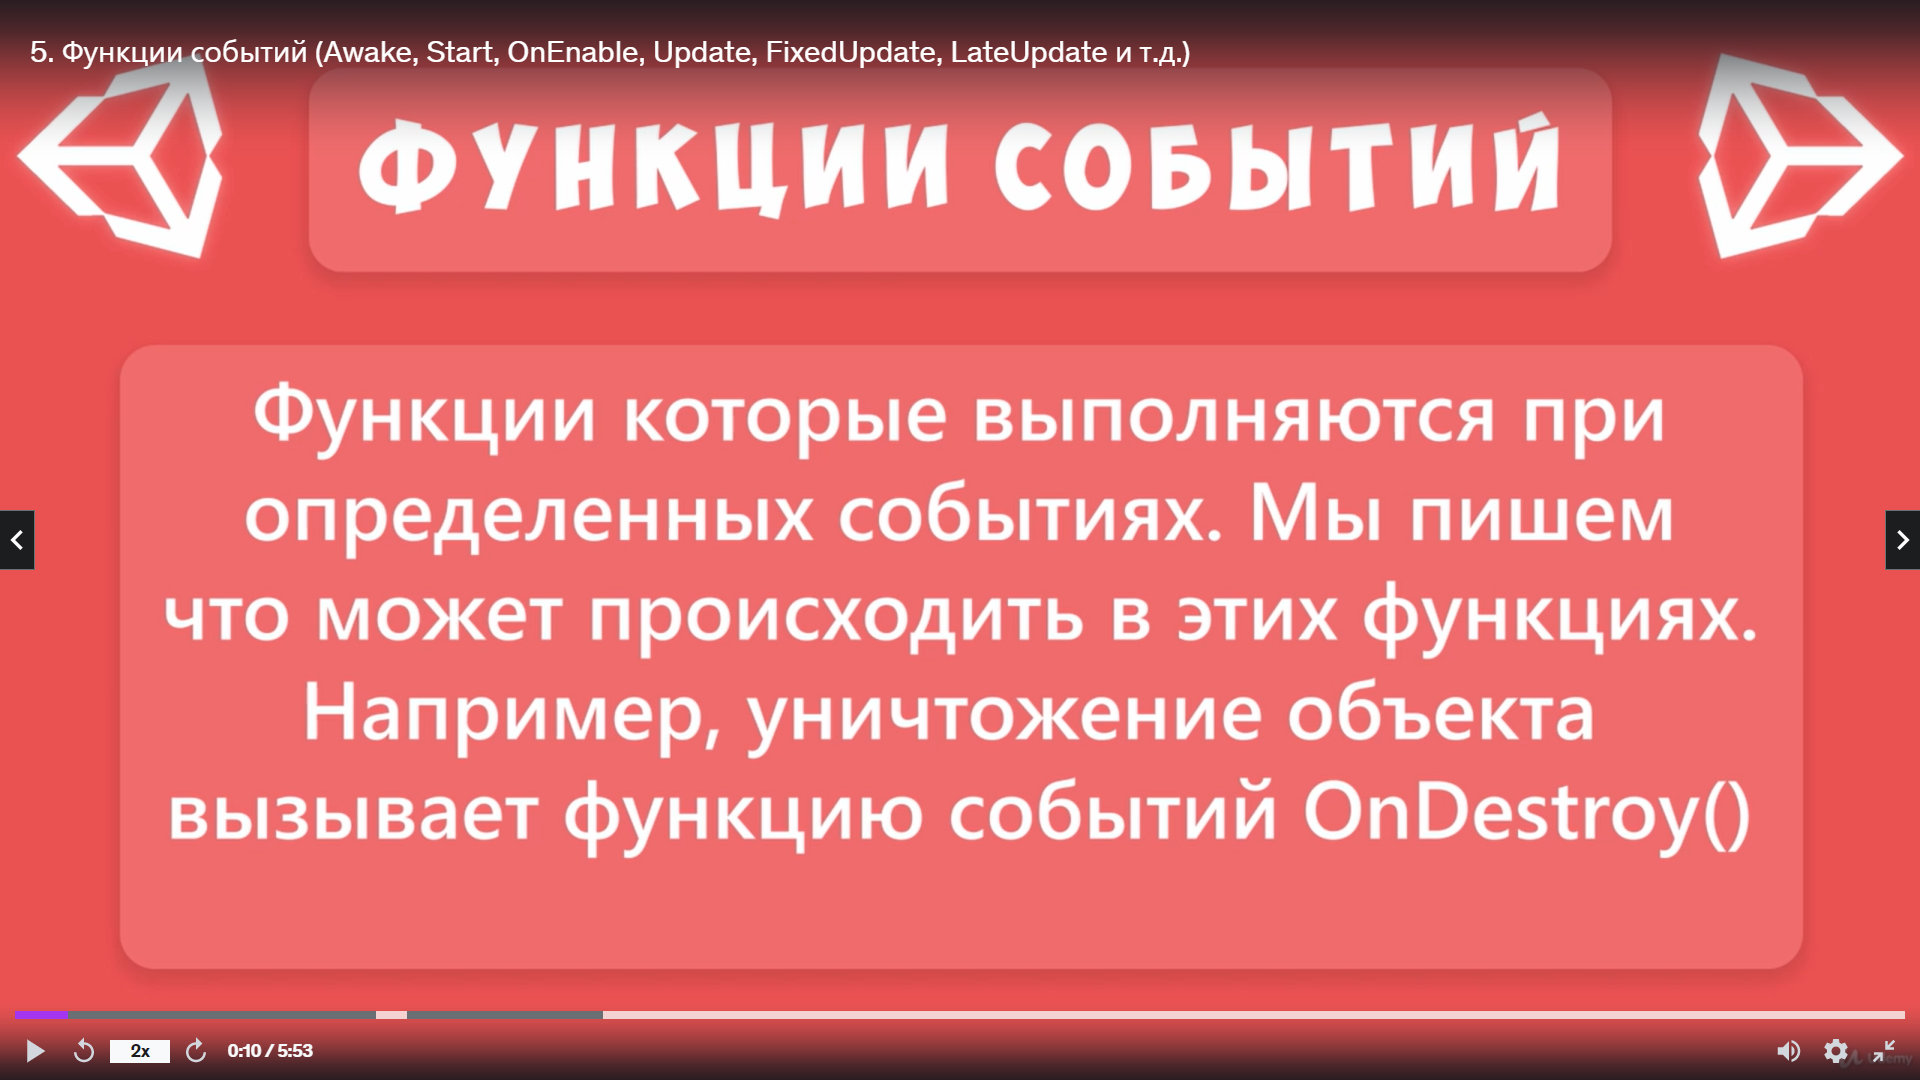 5. Функции событий (Awake, Start, OnEnable, Update, FixedUpdate, LateUpdate и т.д.)
ФУНКЦИИ СОБЫТИЙ
Функции которые выполняются при
определенных событиях. Мы пишем
что может происходить в этих функциях.
Например, уничтожение объекта
вызывает функцию событий OnDestroy()
2x
0:10 / 5:53
Udemy